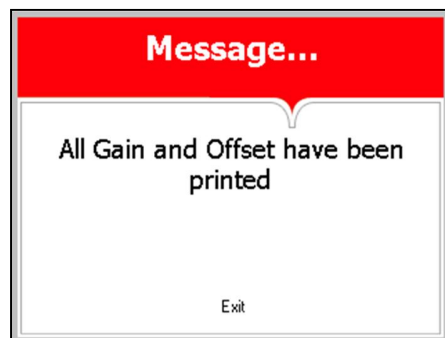 Message...
All Gain and Offset have been
printed
Exit